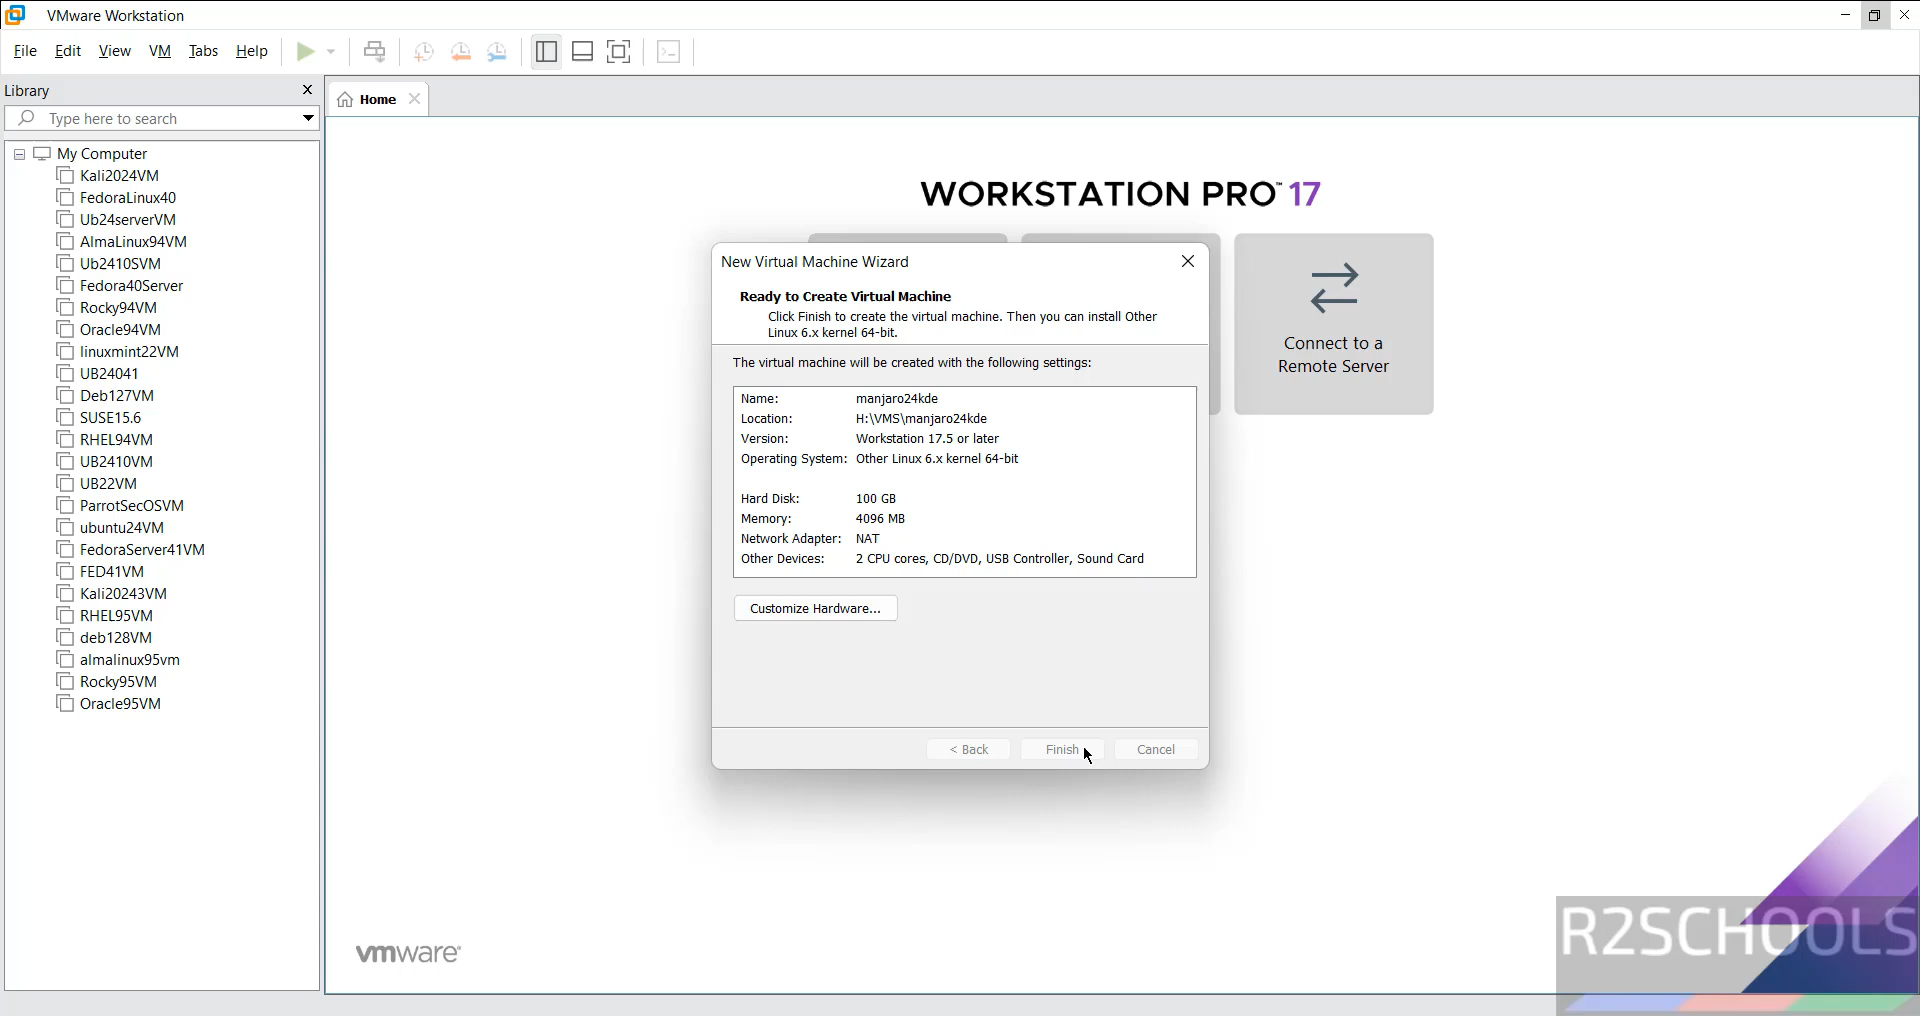 VMware Workstation
File Edit View VM Tabs Help
Library
Type here to search
My Computer
Kali2024VM
FedoraLinux40
Ub24serverVM
AlmaLinux94VM
Ub2410SVM
Fedora40Server
Rocky94VM
Oracle94VM
linuxmint22VM
UB24041
Deb127VM
SUSE15.6
RHEL94VM
UB2410VM
UB22VM
ParrotSecOSVM
ubuntu24VM
FedoraServer41VM
FED41VM
Kali20243VM
RHEL95VM
deb128VM
almalinux95vm
Rocky95VM
Oracle95VM
Home
WORKSTATION PRO™ 17
Connect to a
Remote Server
New Virtual Machine Wizard
Ready to Create Virtual Machine
Click Finish to create the virtual machine. Then you can install Other
Linux 6.x kernel 64-bit.
The virtual machine will be created with the following settings:
Name: manjaro24kde
Location: H:\VMS\manjaro24kde
Version: Workstation 17.5 or later
Operating System: Other Linux 6.x kernel 64-bit
Hard Disk: 100 GB
Memory: 4096 MB
Network Adapter: NAT
Other Devices: 2 CPU cores, CD/DVD, USB Controller, Sound Card
Customize Hardware...
< Back Finish Cancel
vmware®
R2SCHOOLS